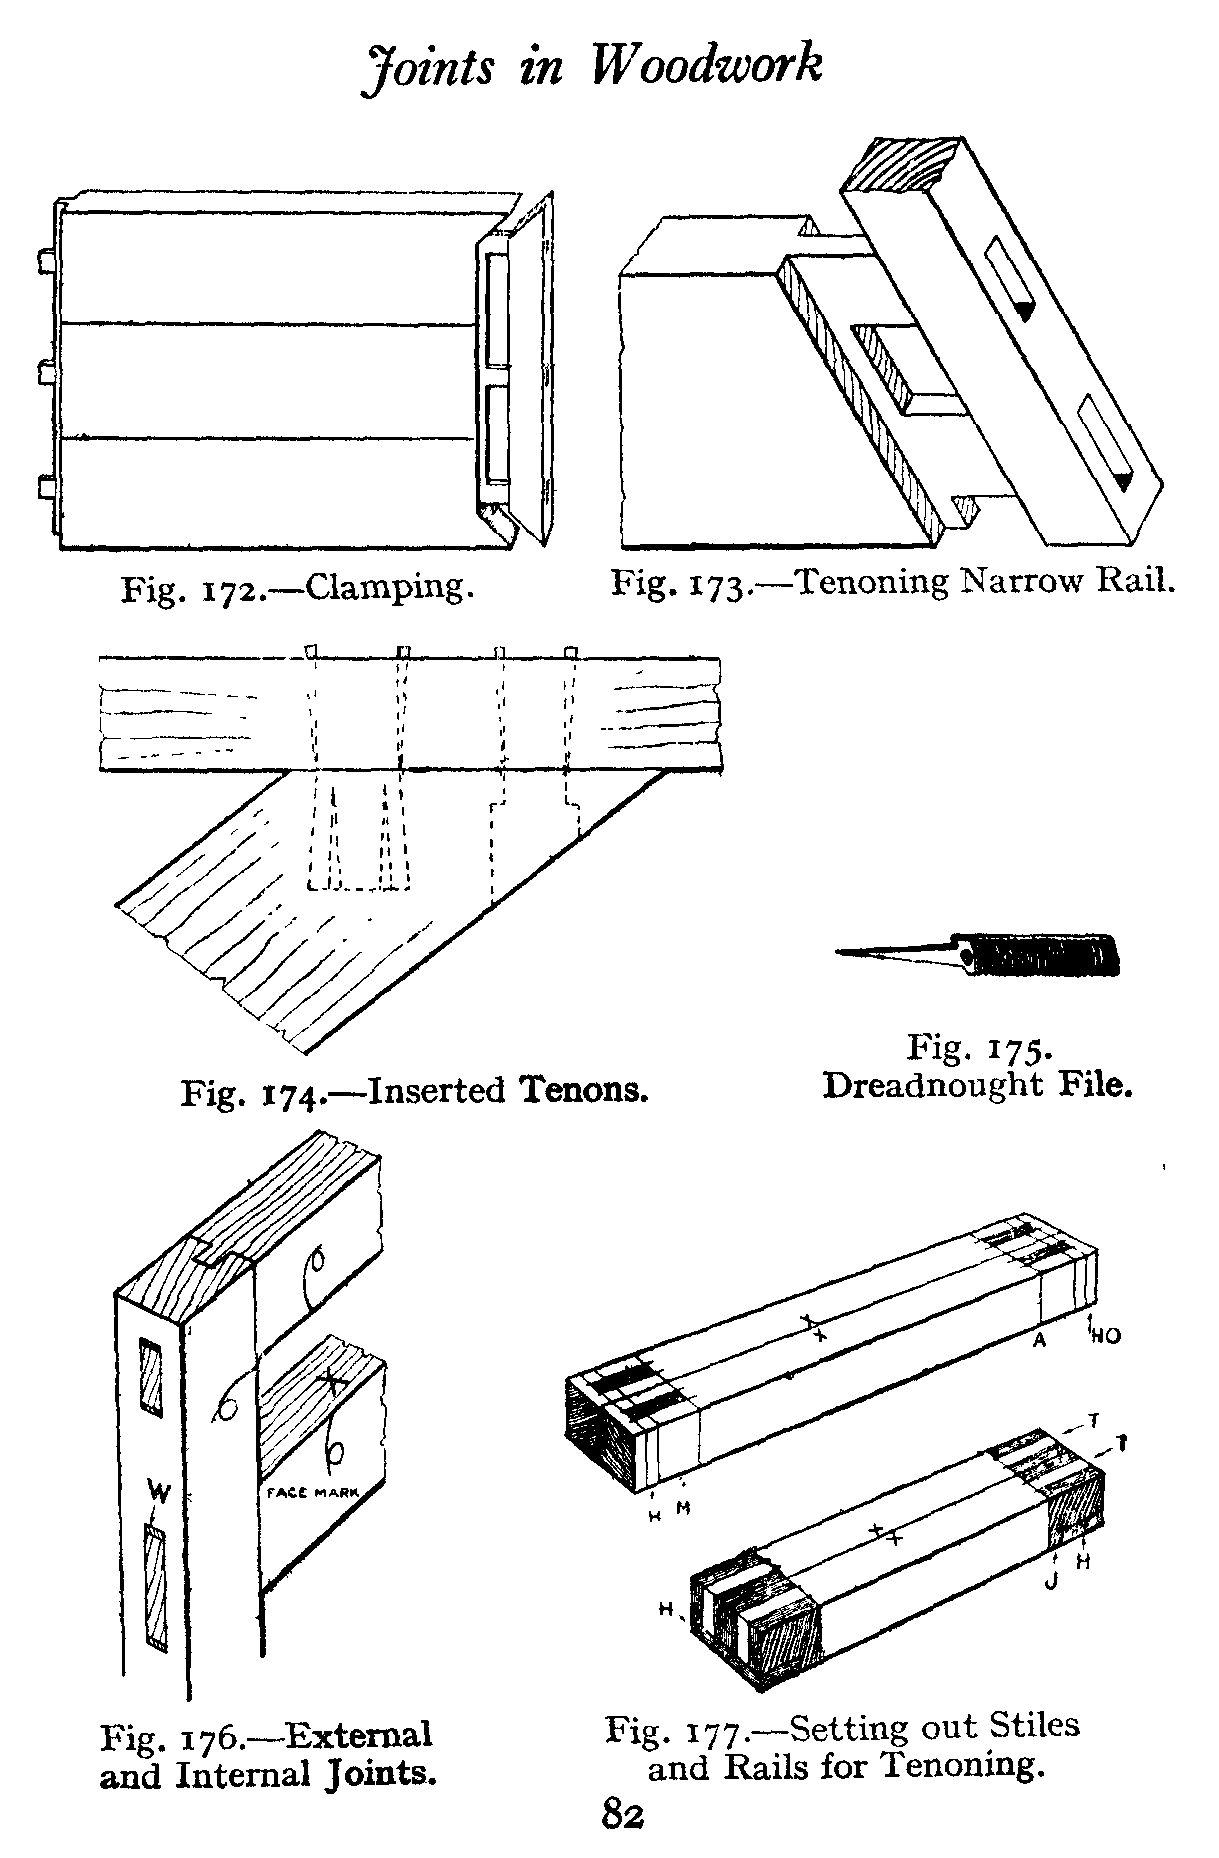 Joints in Woodwork
Fig. 172.—Clamping.
Fig. 173.—Tenoning Narrow Rail.
Fig. 174.—Inserted Tenons.
Fig. 175.
Dreadnought File.
W
FACE MARK
Fig. 176.—External
and Internal Joints.
A
HO
H M
T
T
H
J
H
Fig. 177.—Setting out Stiles
and Rails for Tenoning.
82